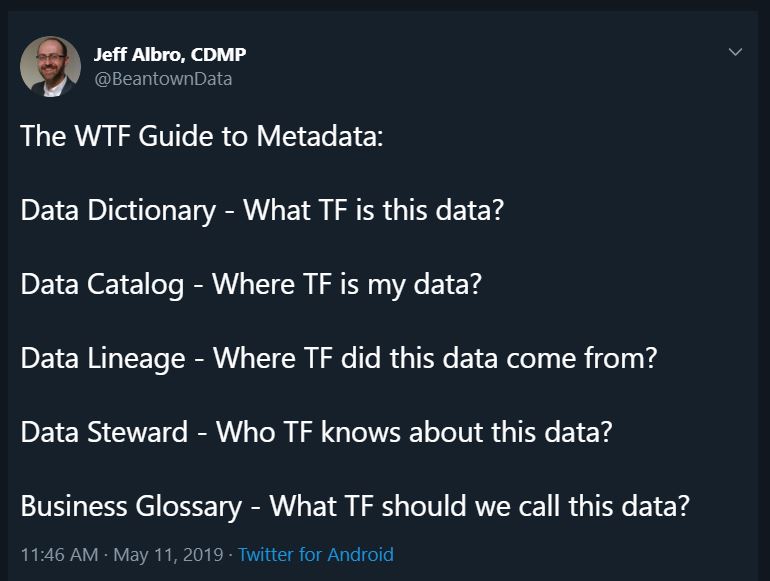 Jeff Albro, CDMP
@BeantownData
The WTF Guide to Metadata:
Data Dictionary - What TF is this data?
Data Catalog - Where TF is my data?
Data Lineage - Where TF did this data come from?
Data Steward - Who TF knows about this data?
Business Glossary - What TF should we call this data?
11:46 AM · May 11, 2019 · Twitter for Android